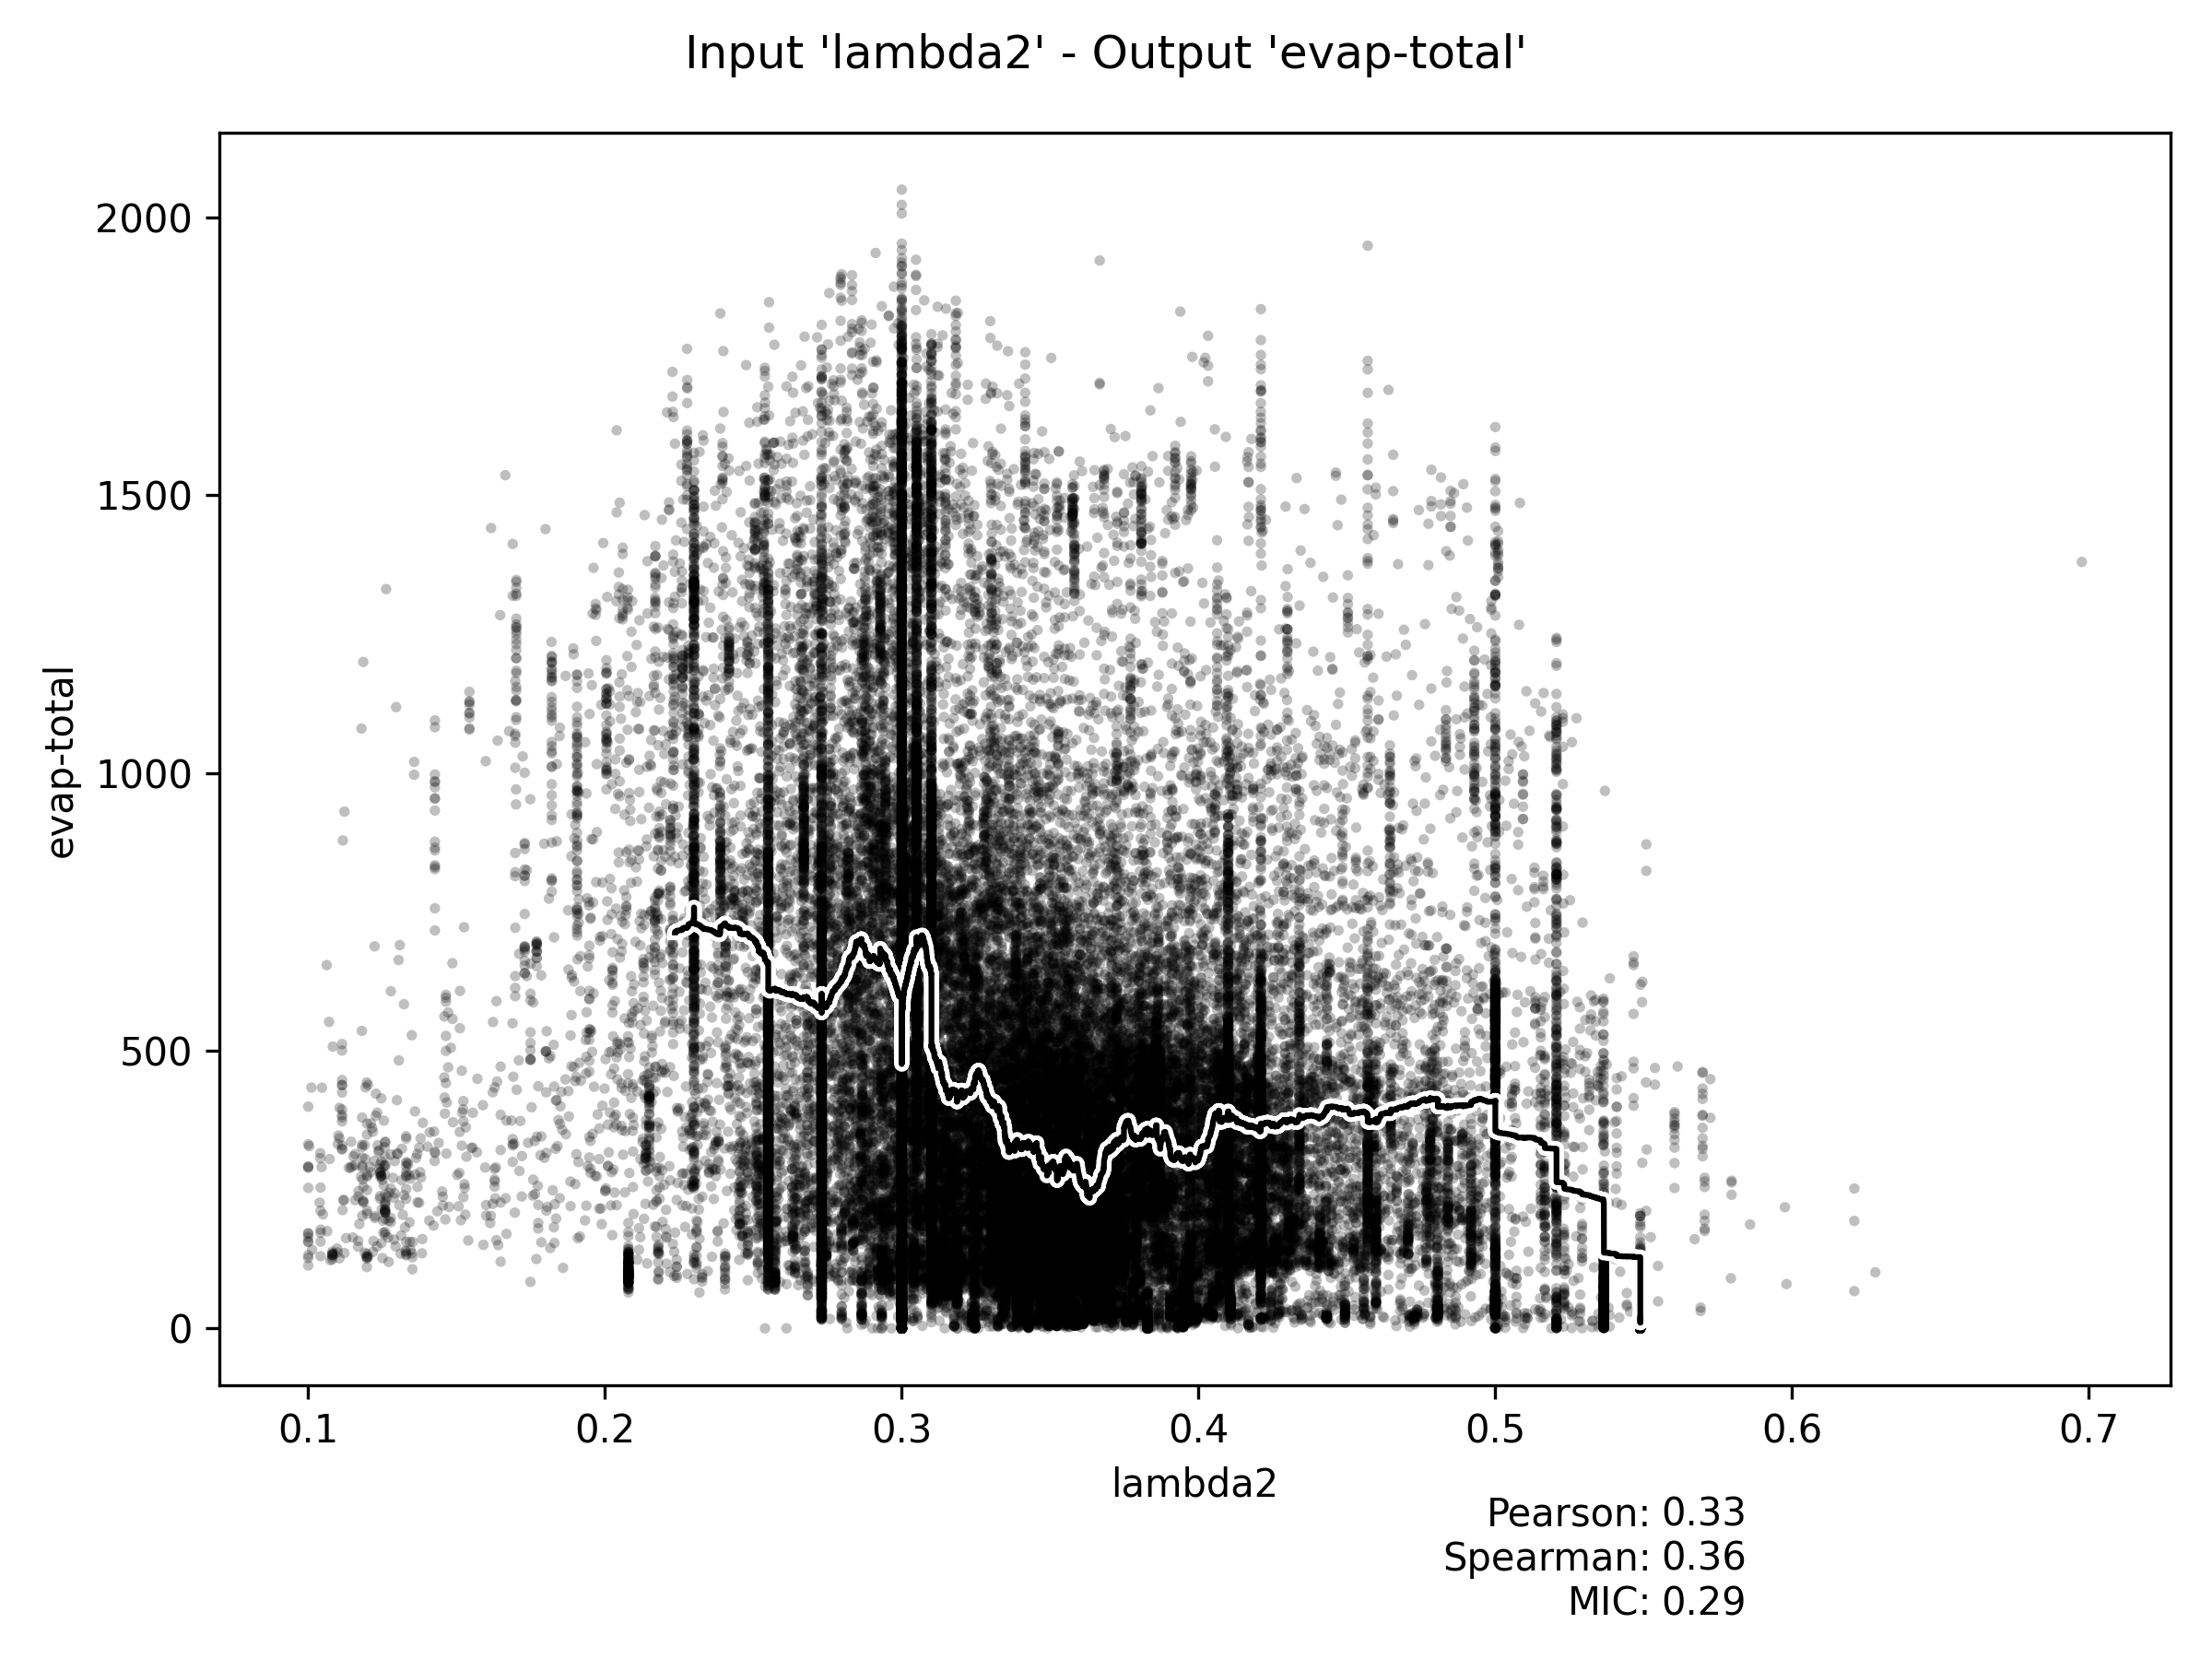 Input 'lambda2' - Output 'evap-total'
evap-total
2000
1500
1000
500
0
0.1 0.2 0.3 0.4 0.5 0.6 0.7
lambda2
Pearson: 0.33
Spearman: 0.36
MIC: 0.29